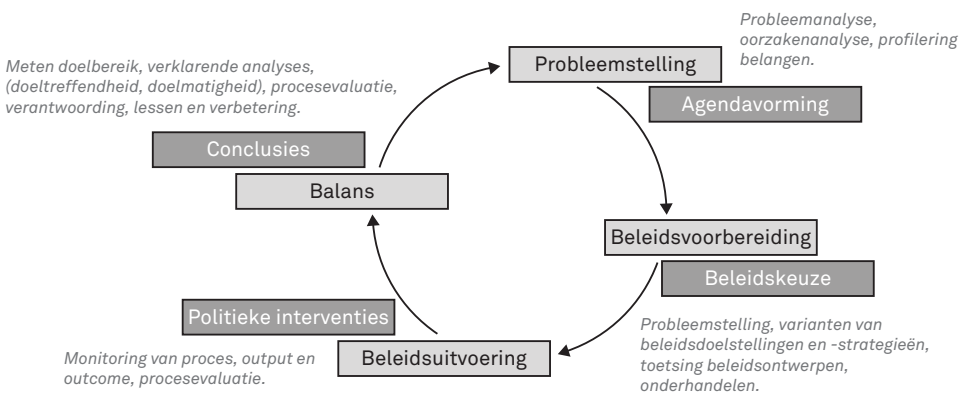 Probleemanalyse,
oorzakenanalyse, profilering
belangen.
Probleemstelling
Agendavorming
Meten doelbereik, verklarende analyses,
(doeltreffendheid, doelmatigheid), procesevaluatie,
verantwoording, lessen en verbetering.
Conclusies
Balans
Beleidsvoorbereiding
Beleidskeuze
Politieke interventies
Beleidsuitvoering
Monitoring van proces, output en
outcome, procesevaluatie.
Probleemstelling, varianten van
beleidsdoelstellingen en -strategieën,
toetsing beleidsontwerpen,
onderhandelen.